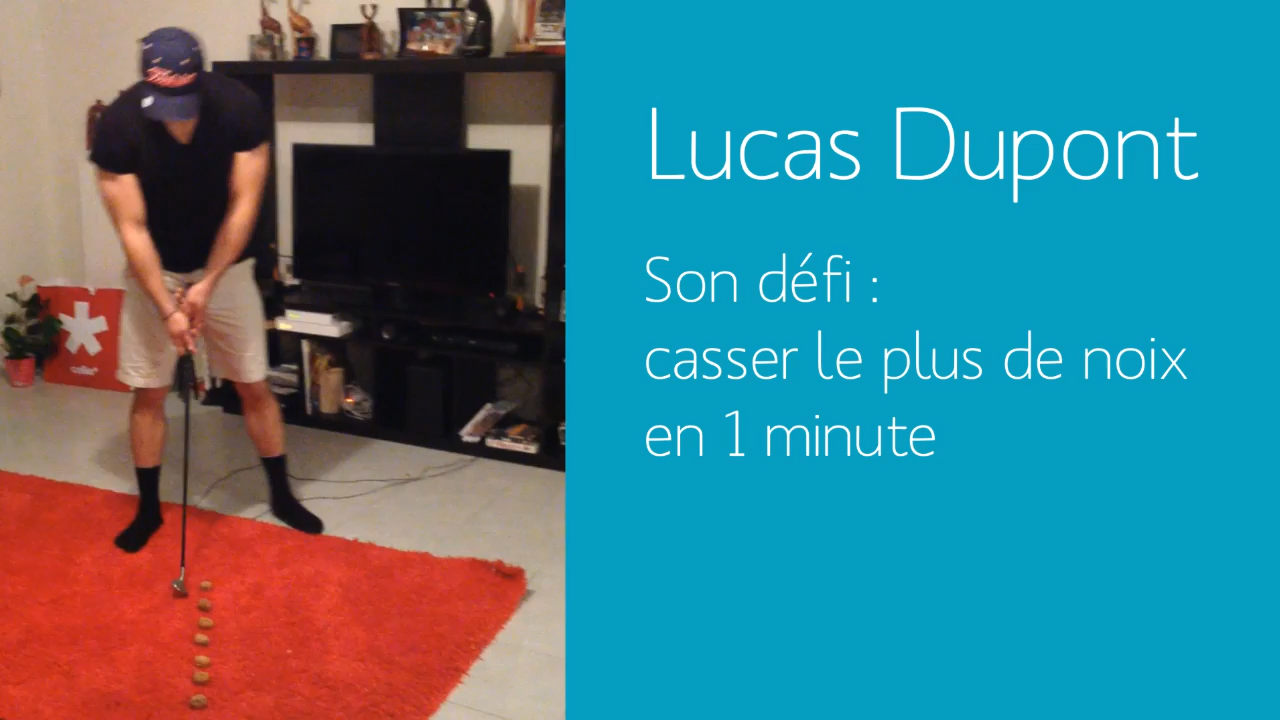 Lucas Dupont
Son défi :
casser le plus de noix
en 1 minute